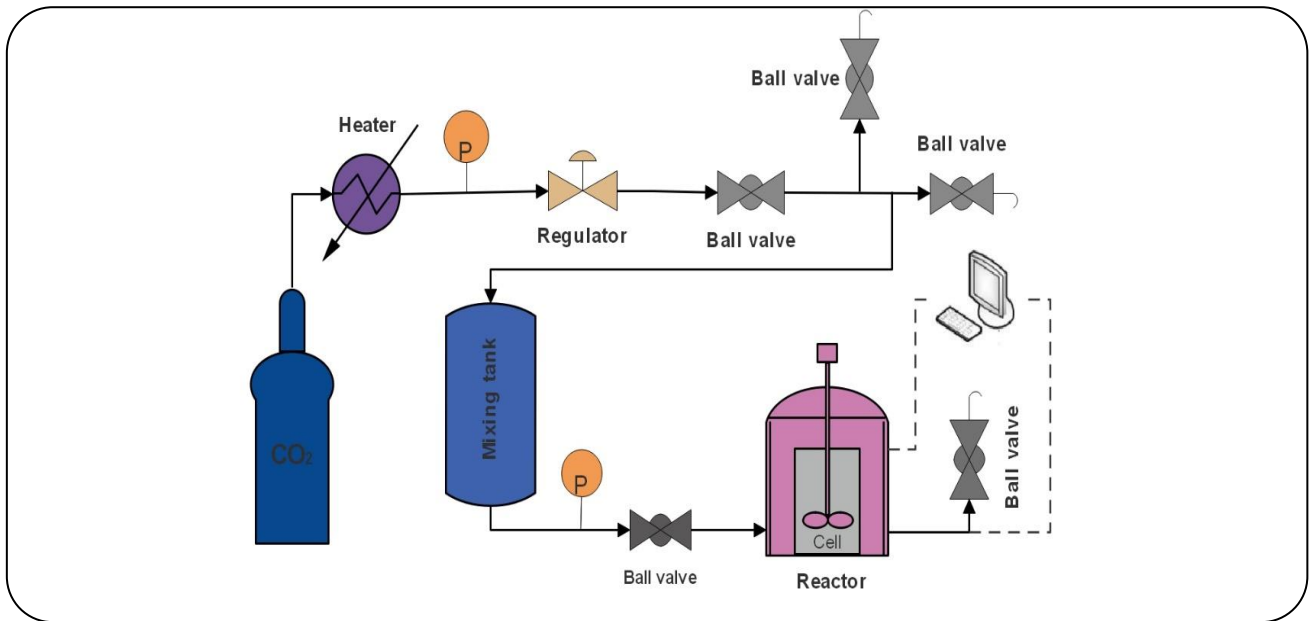 Ball valve
Heater
Ball valve
P
Regulator
Ball valve
Mixing tank
CO₂
P
Ball valve
Cell
Ball valve
Reactor